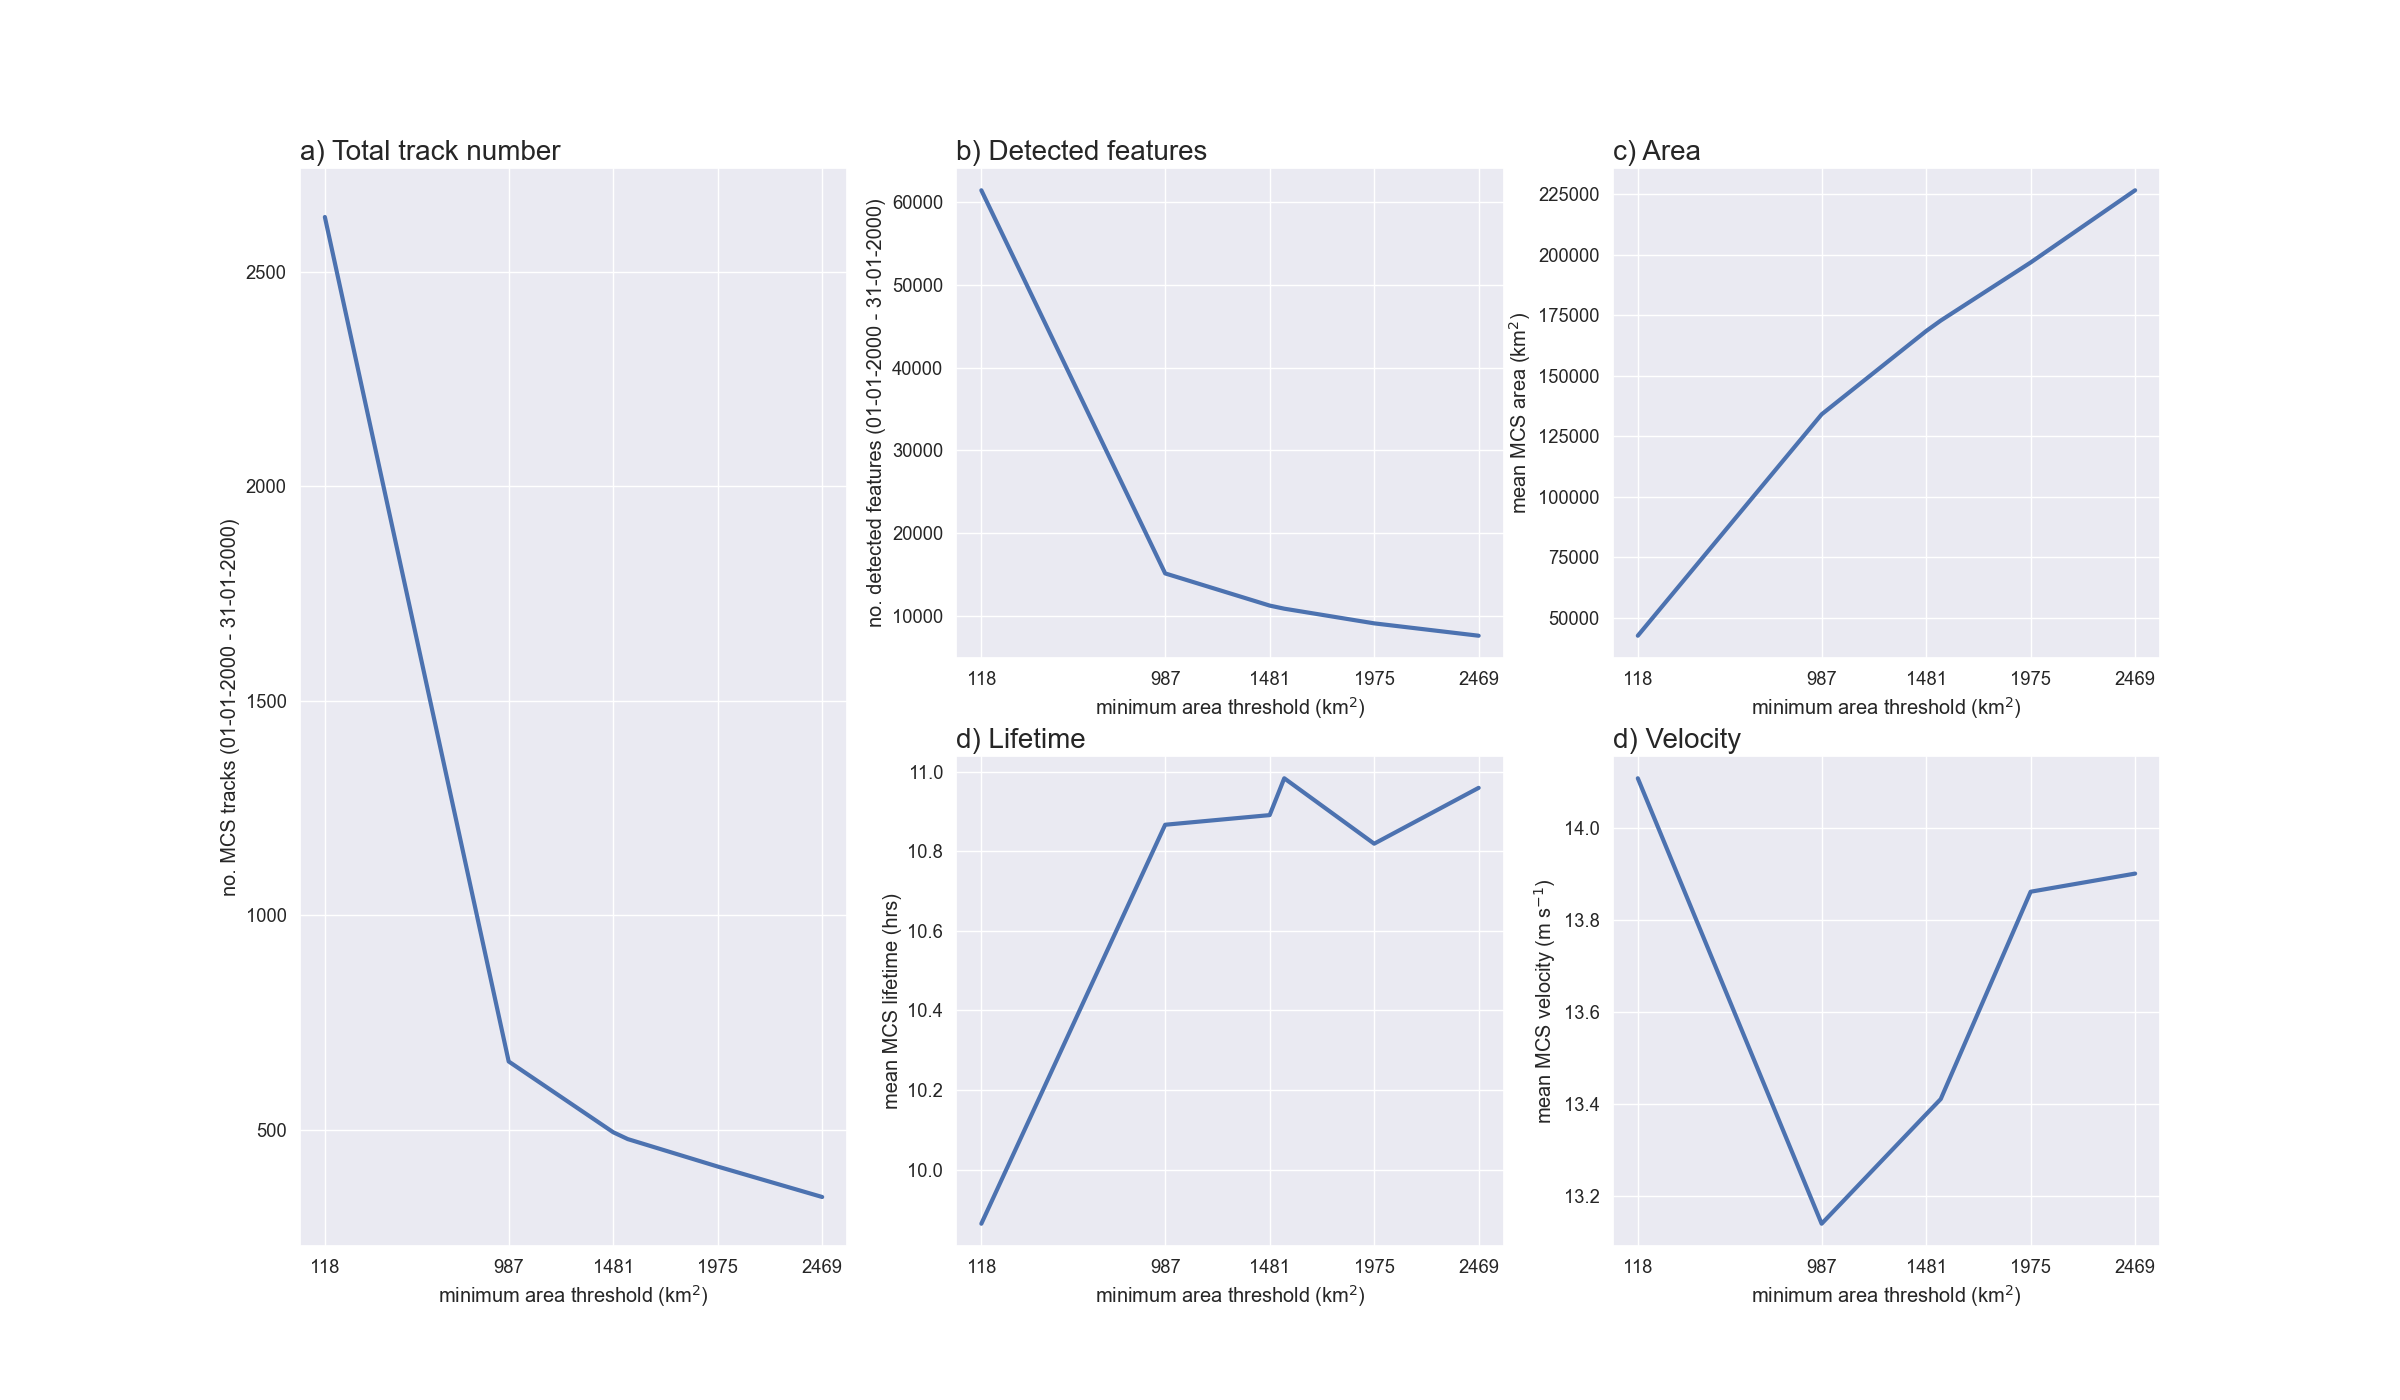 a) Total track number
no. MCS tracks (01-01-2000 - 31-01-2000)
2500
2000
1500
1000
500
118 987 1481 1975 2469
minimum area threshold (km²)
b) Detected features
no. detected features (01-01-2000 - 31-01-2000)
60000
50000
40000
30000
20000
10000
118 987 1481 1975 2469
minimum area threshold (km²)
c) Area
mean MCS area (km²)
225000
200000
175000
150000
125000
100000
75000
50000
118 987 1481 1975 2469
minimum area threshold (km²)
d) Lifetime
mean MCS lifetime (hrs)
11.0
10.8
10.6
10.4
10.2
10.0
118 987 1481 1975 2469
minimum area threshold (km²)
d) Velocity
mean MCS velocity (m s⁻¹)
14.0
13.8
13.6
13.4
13.2
118 987 1481 1975 2469
minimum area threshold (km²)